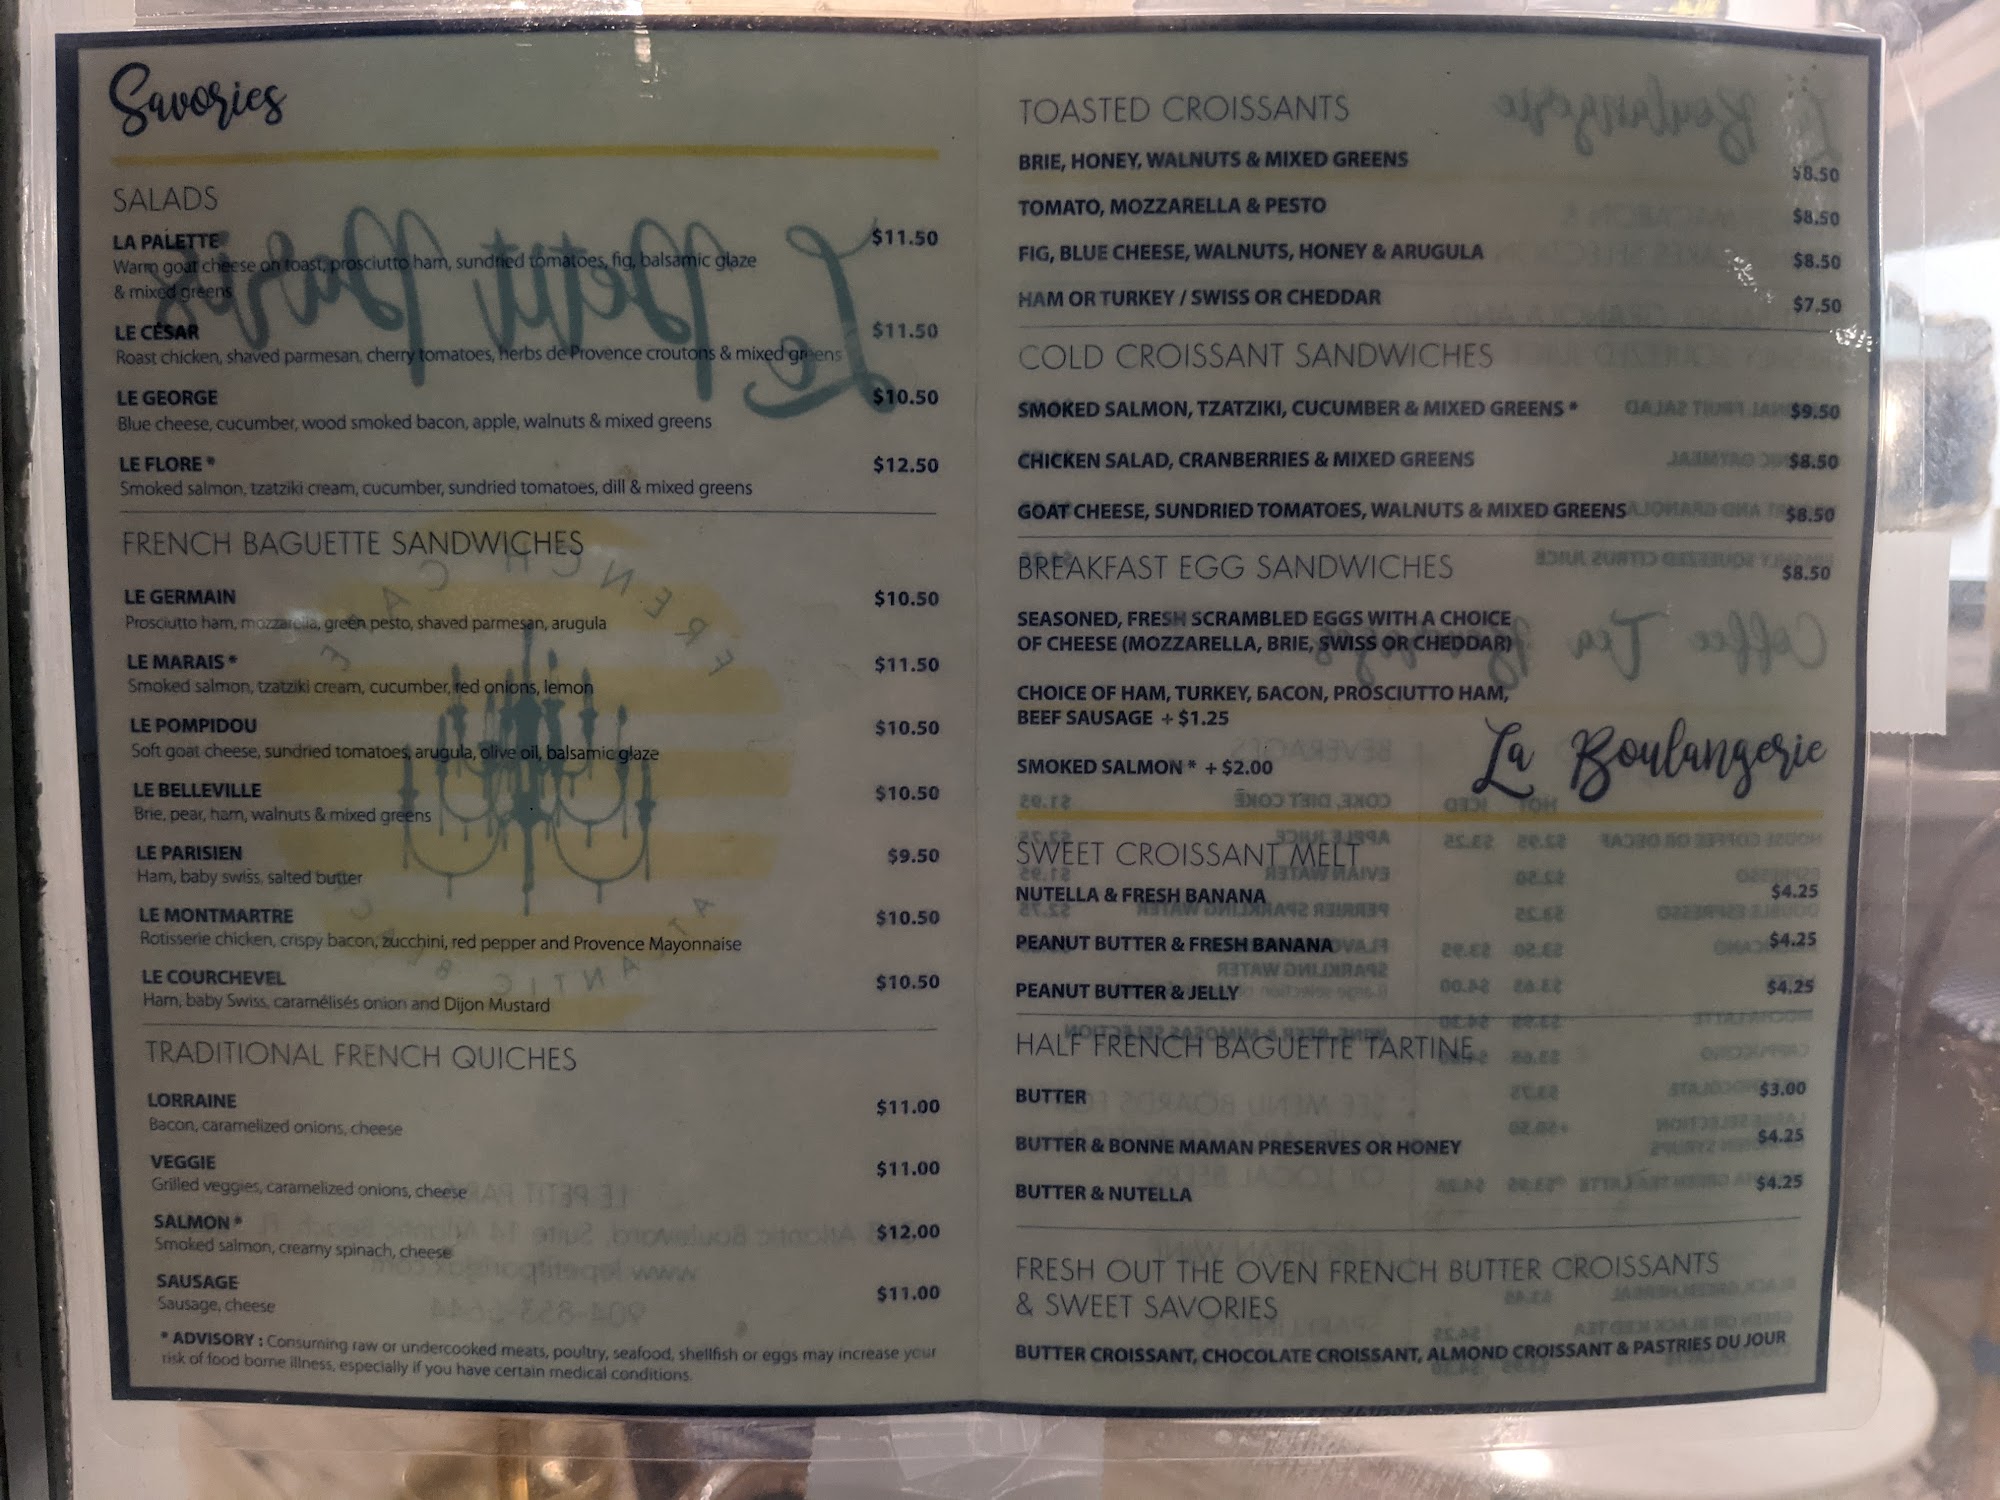 Savories
SALADS
LA PALETTE $11.50
Warm goat cheese on toast, prosciutto ham, sundried tomatoes, fig, balsamic glaze
& mixed greens
LE CÉSAR $11.50
Roast chicken, shaved parmesan, cherry tomatoes, herbs de Provence croutons & mixed greens
LE GEORGE $10.50
Blue cheese, cucumber, wood smoked bacon, apple, walnuts & mixed greens
LE FLORE * $12.50
Smoked salmon, tzatziki cream, cucumber, sundried tomatoes, dill & mixed greens
FRENCH BAGUETTE SANDWICHES
LE GERMAIN $10.50
Prosciutto ham, mozzarella, green pesto, shaved parmesan, arugula
LE MARAIS * $11.50
Smoked salmon, tzatziki cream, cucumber, red onions, lemon
LE POMPIDOU $10.50
Soft goat cheese, sundried tomatoes, arugula, olive oil, balsamic glaze
LE BELLEVILLE $10.50
Brie, pear, ham, walnuts & mixed greens
LE PARISIEN $9.50
Ham, baby swiss, salted butter
LE MONTMARTRE $10.50
Rotisserie chicken, crispy bacon, zucchini, red pepper and Provence Mayonnaise
LE COURCHEVEL $10.50
Ham, baby Swiss, caramélisés onion and Dijon Mustard
TRADITIONAL FRENCH QUICHES
LORRAINE $11.00
Bacon, caramelized onions, cheese
VEGGIE $11.00
Grilled veggies, caramelized onions, cheese
SALMON * $12.00
Smoked salmon, creamy spinach, cheese
SAUSAGE $11.00
Sausage, cheese
* ADVISORY : Consuming raw or undercooked meats, poultry, seafood, shellfish or eggs may increase your
risk of food borne illness, especially if you have certain medical conditions.
TOASTED CROISSANTS
BRIE, HONEY, WALNUTS & MIXED GREENS $8.50
TOMATO, MOZZARELLA & PESTO $8.50
FIG, BLUE CHEESE, WALNUTS, HONEY & ARUGULA $8.50
HAM OR TURKEY / SWISS OR CHEDDAR $7.50
COLD CROISSANT SANDWICHES
SMOKED SALMON, TZATZIKI, CUCUMBER & MIXED GREENS * $9.50
CHICKEN SALAD, CRANBERRIES & MIXED GREENS $8.50
GOAT CHEESE, SUNDRIED TOMATOES, WALNUTS & MIXED GREENS $8.50
BREAKFAST EGG SANDWICHES $8.50
SEASONED, FRESH SCRAMBLED EGGS WITH A CHOICE
OF CHEESE (MOZZARELLA, BRIE, SWISS OR CHEDDAR)
CHOICE OF HAM, TURKEY, BACON, PROSCIUTTO HAM,
BEEF SAUSAGE + $1.25
SMOKED SALMON * + $2.00
La Boulangerie
SWEET CROISSANT MELT
NUTELLA & FRESH BANANA $4.25
PEANUT BUTTER & FRESH BANANA $4.25
PEANUT BUTTER & JELLY $4.25
HALF FRENCH BAGUETTE TARTINE
BUTTER $3.00
BUTTER & BONNE MAMAN PRESERVES OR HONEY $4.25
BUTTER & NUTELLA $4.25
FRESH OUT THE OVEN FRENCH BUTTER CROISSANTS
& SWEET SAVORIES
BUTTER CROISSANT, CHOCOLATE CROISSANT, ALMOND CROISSANT & PASTRIES DU JOUR